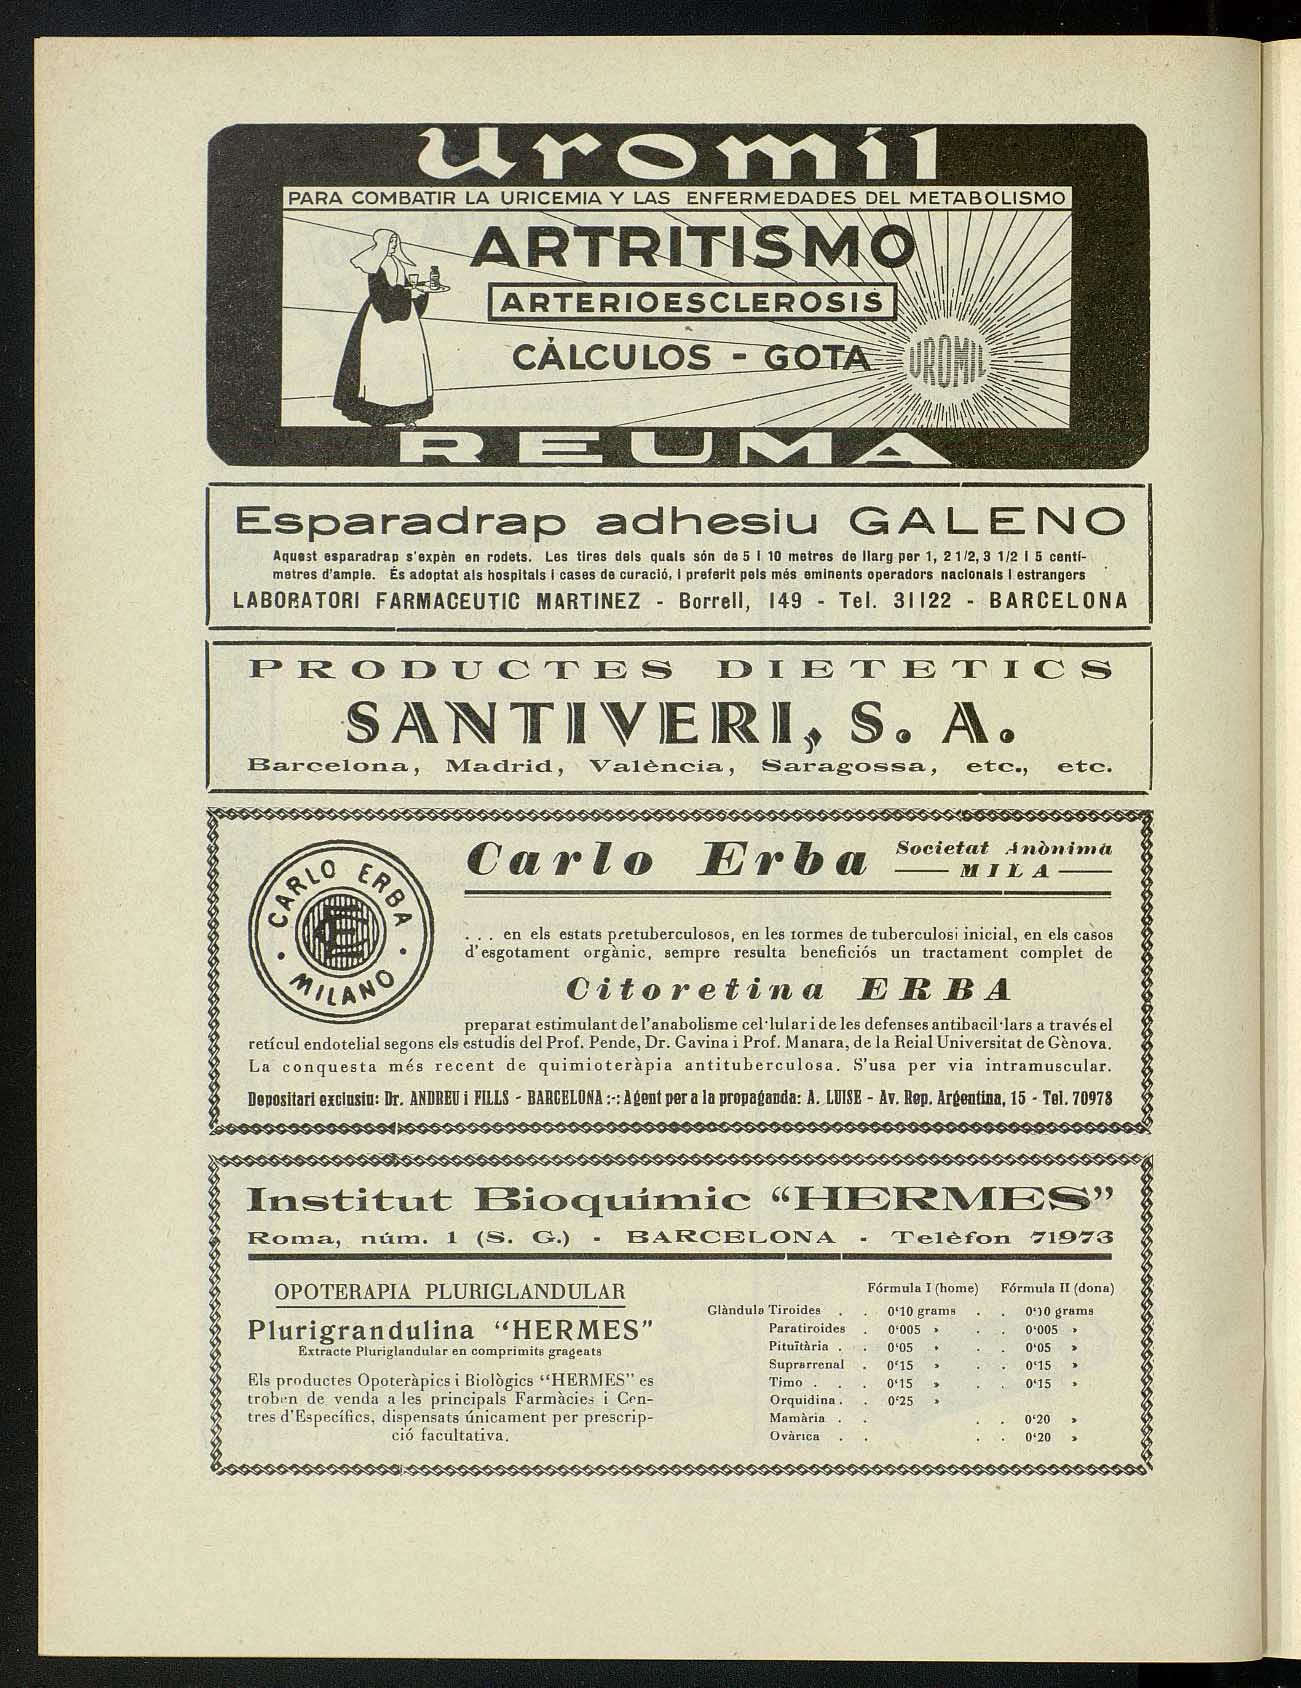 Uromil
PARA COMBATIR LA URICEMIA Y LAS ENFERMEDADES DEL METABOLISMO
ARTRITISMO
ARTERIOESCLEROSIS
CÀLCULOS - GOTA
UROMIL
REUMA
Esparadrap adhesiu GALENO
Aquest esparadrap s'expèn en rodets. Les tires dels quals són de 5 i 10 metres de llarg per 1, 2 1/2, 3 1/2 i 5 centí-
metres d'ample. És adoptat als hospitals i cases de curació, i preferit pels més eminents operadors nacionals i estrangers
LABORATORI FARMACEUTIC MARTINEZ - Borrell, 149 - Tel. 31122 - BARCELONA
PRODUCTES DIETETICS
SANTIVERI, S. A.
Barcelona, Madrid, València, Saragossa, etc., etc.
CARLO ERBA
MILANO
Carlo Erba Societat Anònima
MILA
. . . en els estats pretuberculosos, en les formes de tuberculosi inicial, en els casos
d'esgotament orgànic, sempre resulta beneficiós un tractament complet de
Citoretina ERBA
preparat estimulant de l'anabolisme cel·lular i de les defenses antibacil·lars a través el
retícul endotelial segons els estudis del Prof. Pende, Dr. Gavina i Prof. Manara, de la Reial Universitat de Gènova.
La conquesta més recent de quimioteràpia antituberculosa. S'usa per via intramuscular.
Depositari exclusiu: Dr. ANDREU i FILLS - BARCELONA :-: Agent per a la propaganda: A. LUISE - Av. Rep. Argentina, 15 - Tel. 70978
Institut Bioquímic "HERMES"
Roma, núm. 1 (S. G.) - BARCELONA - Telèfon 71973
OPOTERAPIA PLURIGLANDULAR
Plurigrandulina "HERMES"
Extracte Pluriglandular en comprimits grageats
Els productes Opoteràpics i Biològics "HERMES" es
troben de venda a les principals Farmàcies i Cen-
tres d'Específics, dispensats únicament per prescrip-
ció facultativa.
Fórmula I (home) Fórmula II (dona)
Glàndula Tiroides . . 0'10 grams . . 0'10 grams
Paratiroides . 0'005 » . . 0'005 »
Pituïtària . . 0'05 » . . 0'05 »
Suprarrenal . 0'15 » . . 0'15 »
Timo . . . 0'15 » . . 0'15 »
Orquidina . . 0'25 »
Mamària . . . . 0'20 »
Ovàrica . . . . 0'20 »